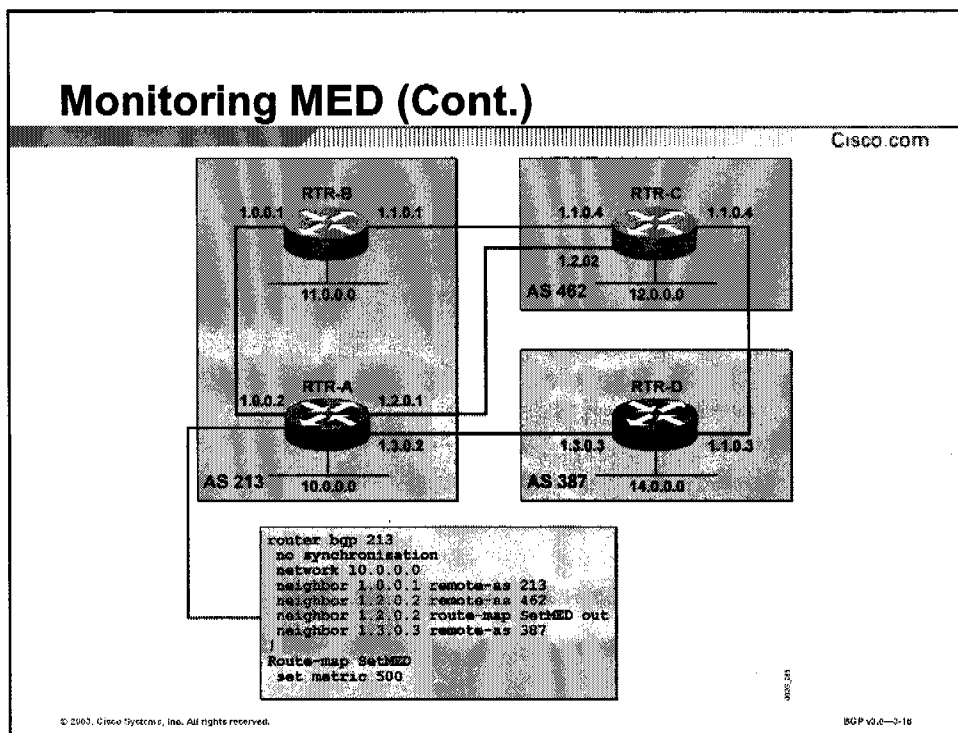 Monitoring MED (Cont.)
Cisco.com
RTR-B
1.0.0.1
1.1.0.1
11.0.0.0
RTR-C
1.1.0.4
1.1.0.4
1.2.02
AS 462
12.0.0.0
RTR-A
1.0.0.2
1.2.0.1
1.3.0.2
AS 213
10.0.0.0
RTR-D
1.3.0.3
1.1.0.3
AS 387
14.0.0.0
router bgp 213
no synchronization
network 10.0.0.0
neighbor 1.0.0.1 remote-as 213
neighbor 1.2.0.2 remote-as 462
neighbor 1.2.0.2 route-map SetMED out
neighbor 1.3.0.3 remote-as 387
!
Route-map SetMED
set metric 500
© 2003, Cisco Systems, Inc. All rights reserved.